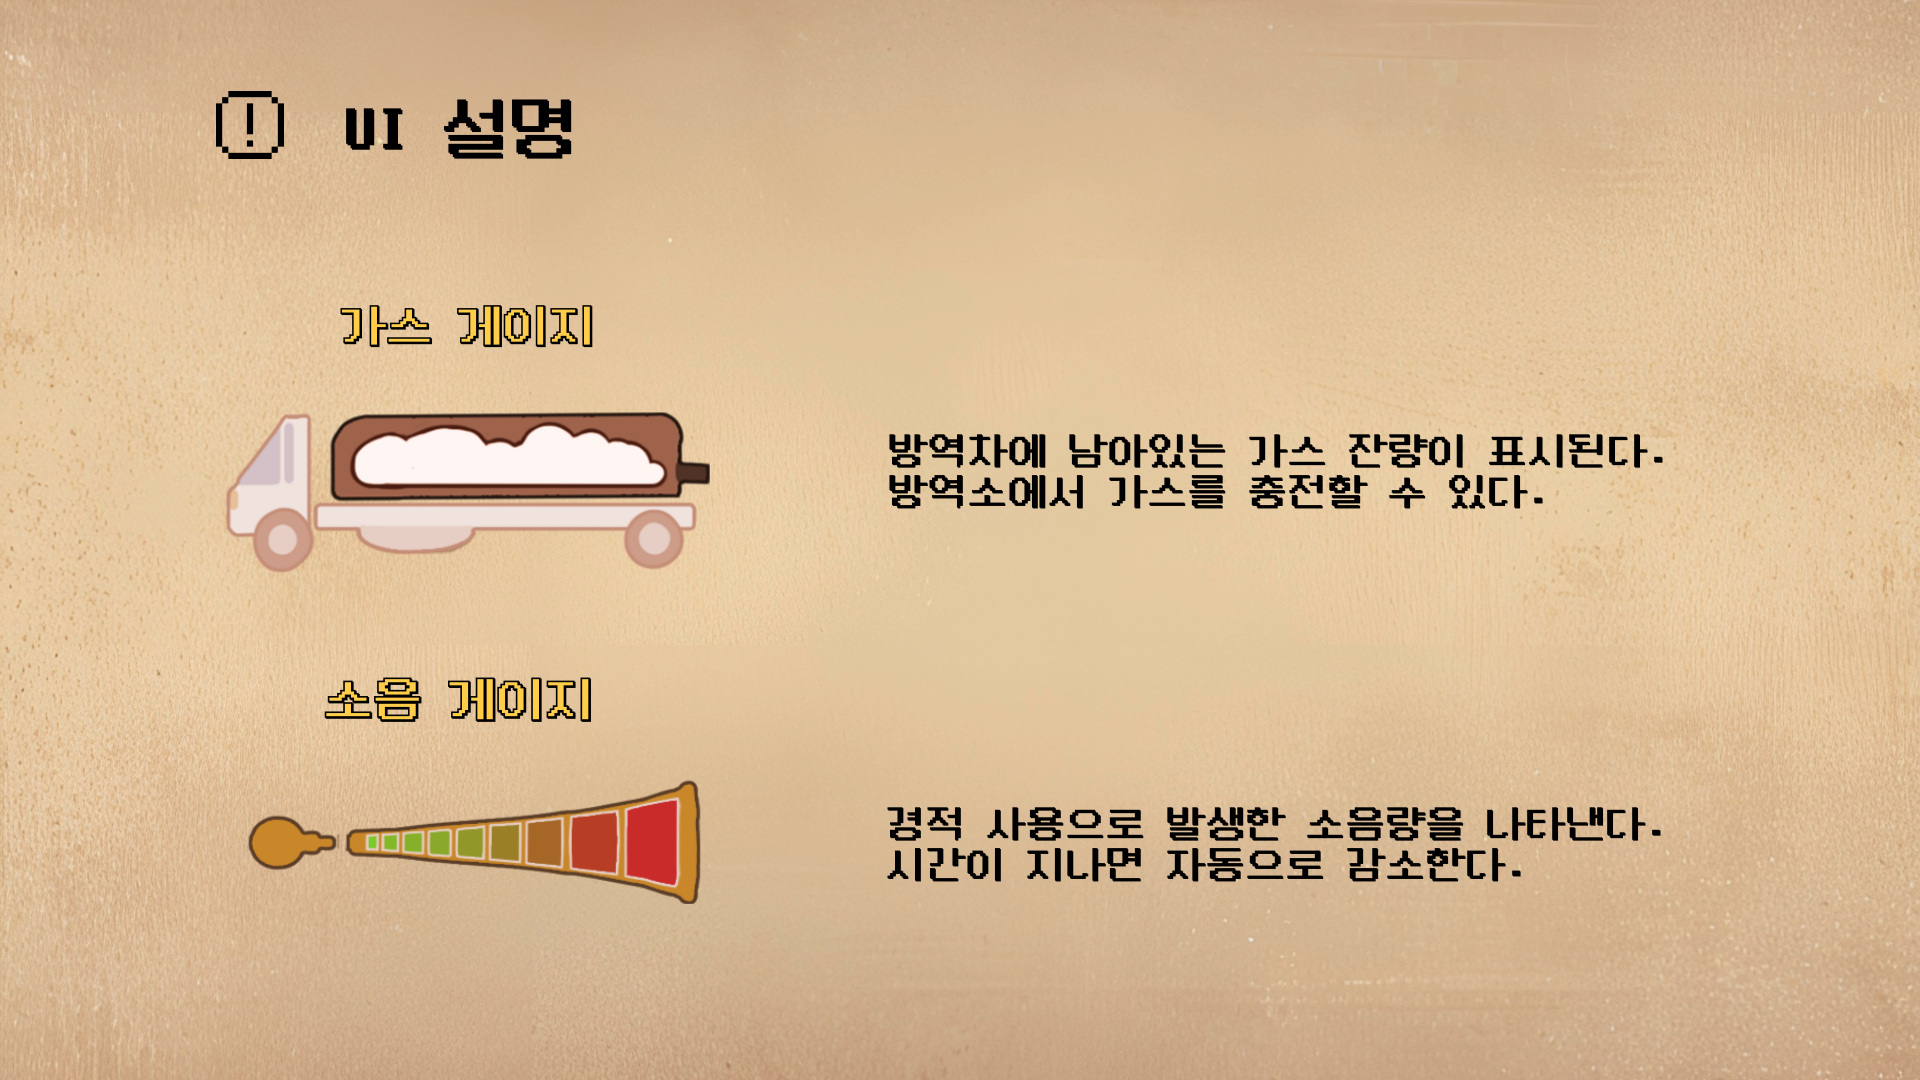 UI 설명
가스 게이지
방역차에 남아있는 가스 잔량이 표시된다.
방역소에서 가스를 충전할 수 있다.
소음 게이지
경적 사용으로 발생한 소음량을 나타낸다.
시간이 지나면 자동으로 감소한다.